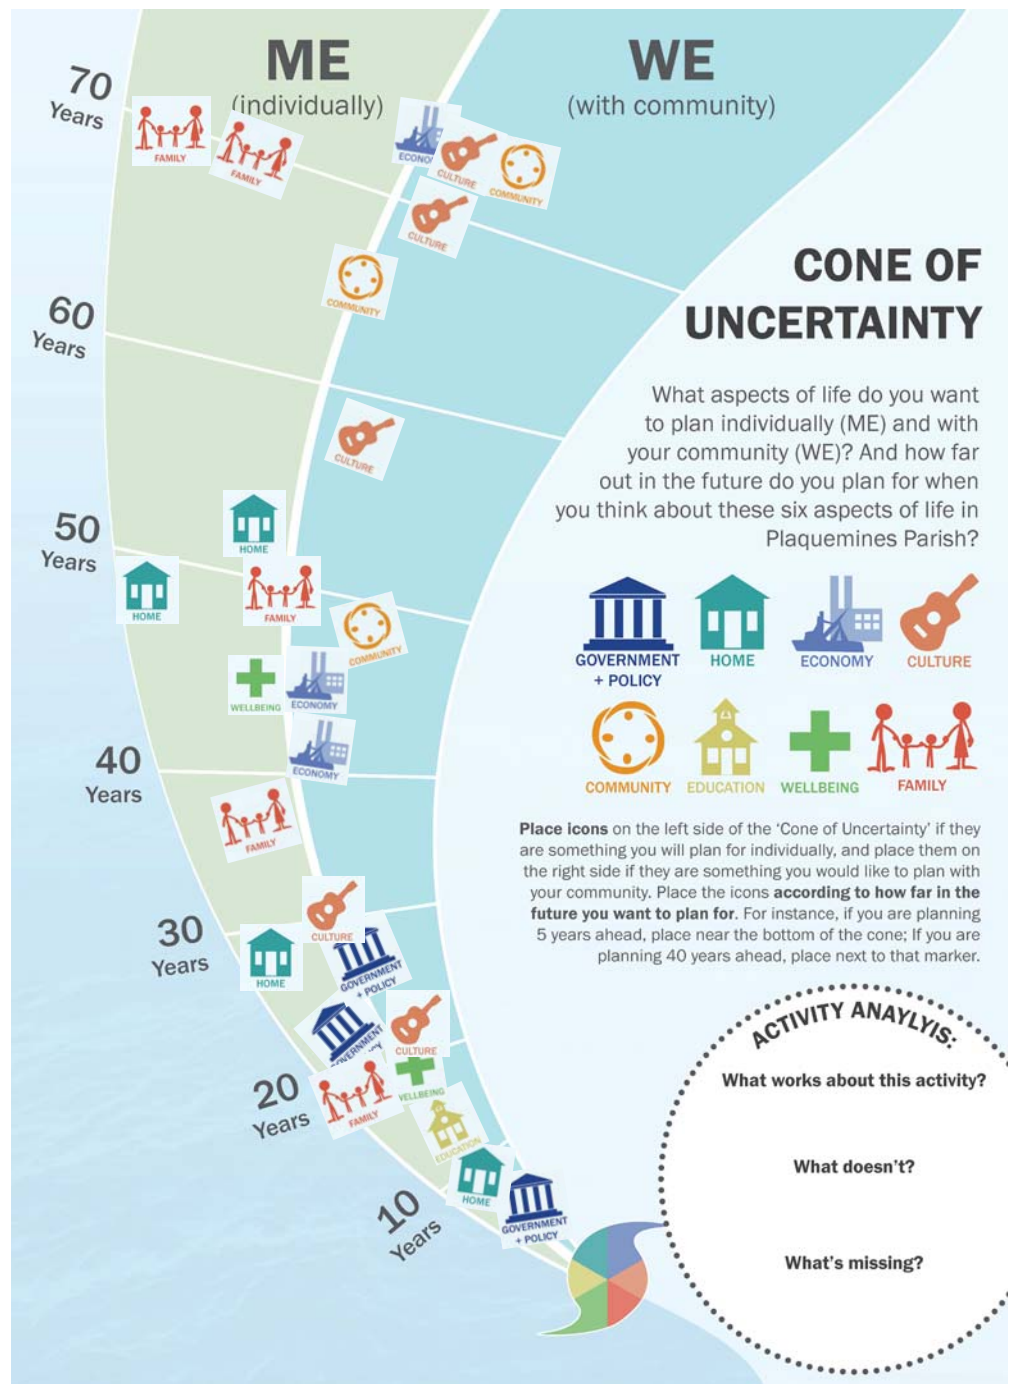 ME
(individually)
WE
(with community)
70
Years
FAMILY
FAMILY
ECONO
CULTURE
COMMUNITY
CULTURE
COMMUNITY
60
Years
CULTURE
50
Years
HOME
HOME
FAMILY
COMMUNITY
WELLBEING
ECONOMY
ECONOMY
40
Years
FAMILY
30
Years
CULTURE
HOME
GOVERNMENT
+ POLICY
CULTURE
20
Years
FAMILY
EDUCATION
HOME
10
Years
GOVERNMENT
+ POLICY
CONE OF
UNCERTAINTY
What aspects of life do you want
to plan individually (ME) and with
your community (WE)? And how far
out in the future do you plan for when
you think about these six aspects of life in
Plaquemines Parish?
GOVERNMENT
+ POLICY
HOME
ECONOMY
CULTURE
COMMUNITY
EDUCATION
WELLBEING
FAMILY
Place icons on the left side of the ‘Cone of Uncertainty’ if they
are something you will plan for individually, and place them on
the right side if they are something you would like to plan with
your community. Place the icons according to how far in the
future you want to plan for. For instance, if you are planning
5 years ahead, place near the bottom of the cone; If you are
planning 40 years ahead, place next to that marker.
ACTIVITY ANAYLYIS:
What works about this activity?
What doesn't?
What's missing?